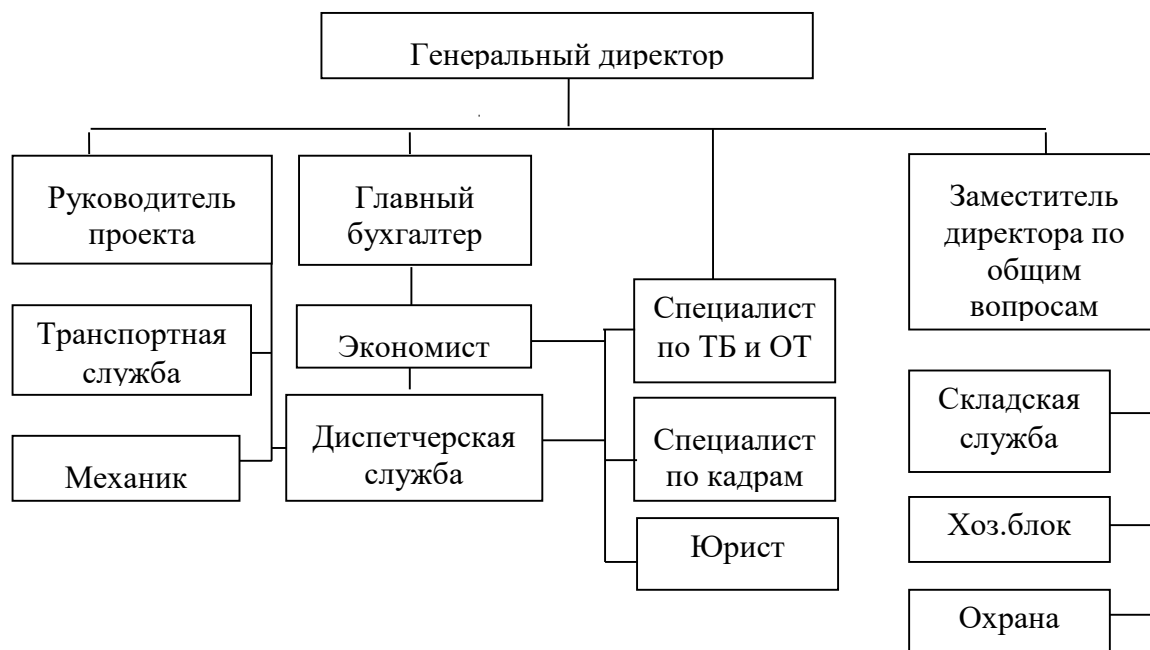 Генеральный директор
Руководитель
проекта
Главный
бухгалтер
Заместитель
директора по
общим
вопросам
Транспортная
служба
Экономист
Специалист
по ТБ и ОТ
Механик
Диспетчерская
служба
Специалист
по кадрам
Складская
служба
Юрист
Хоз.блок
Охрана